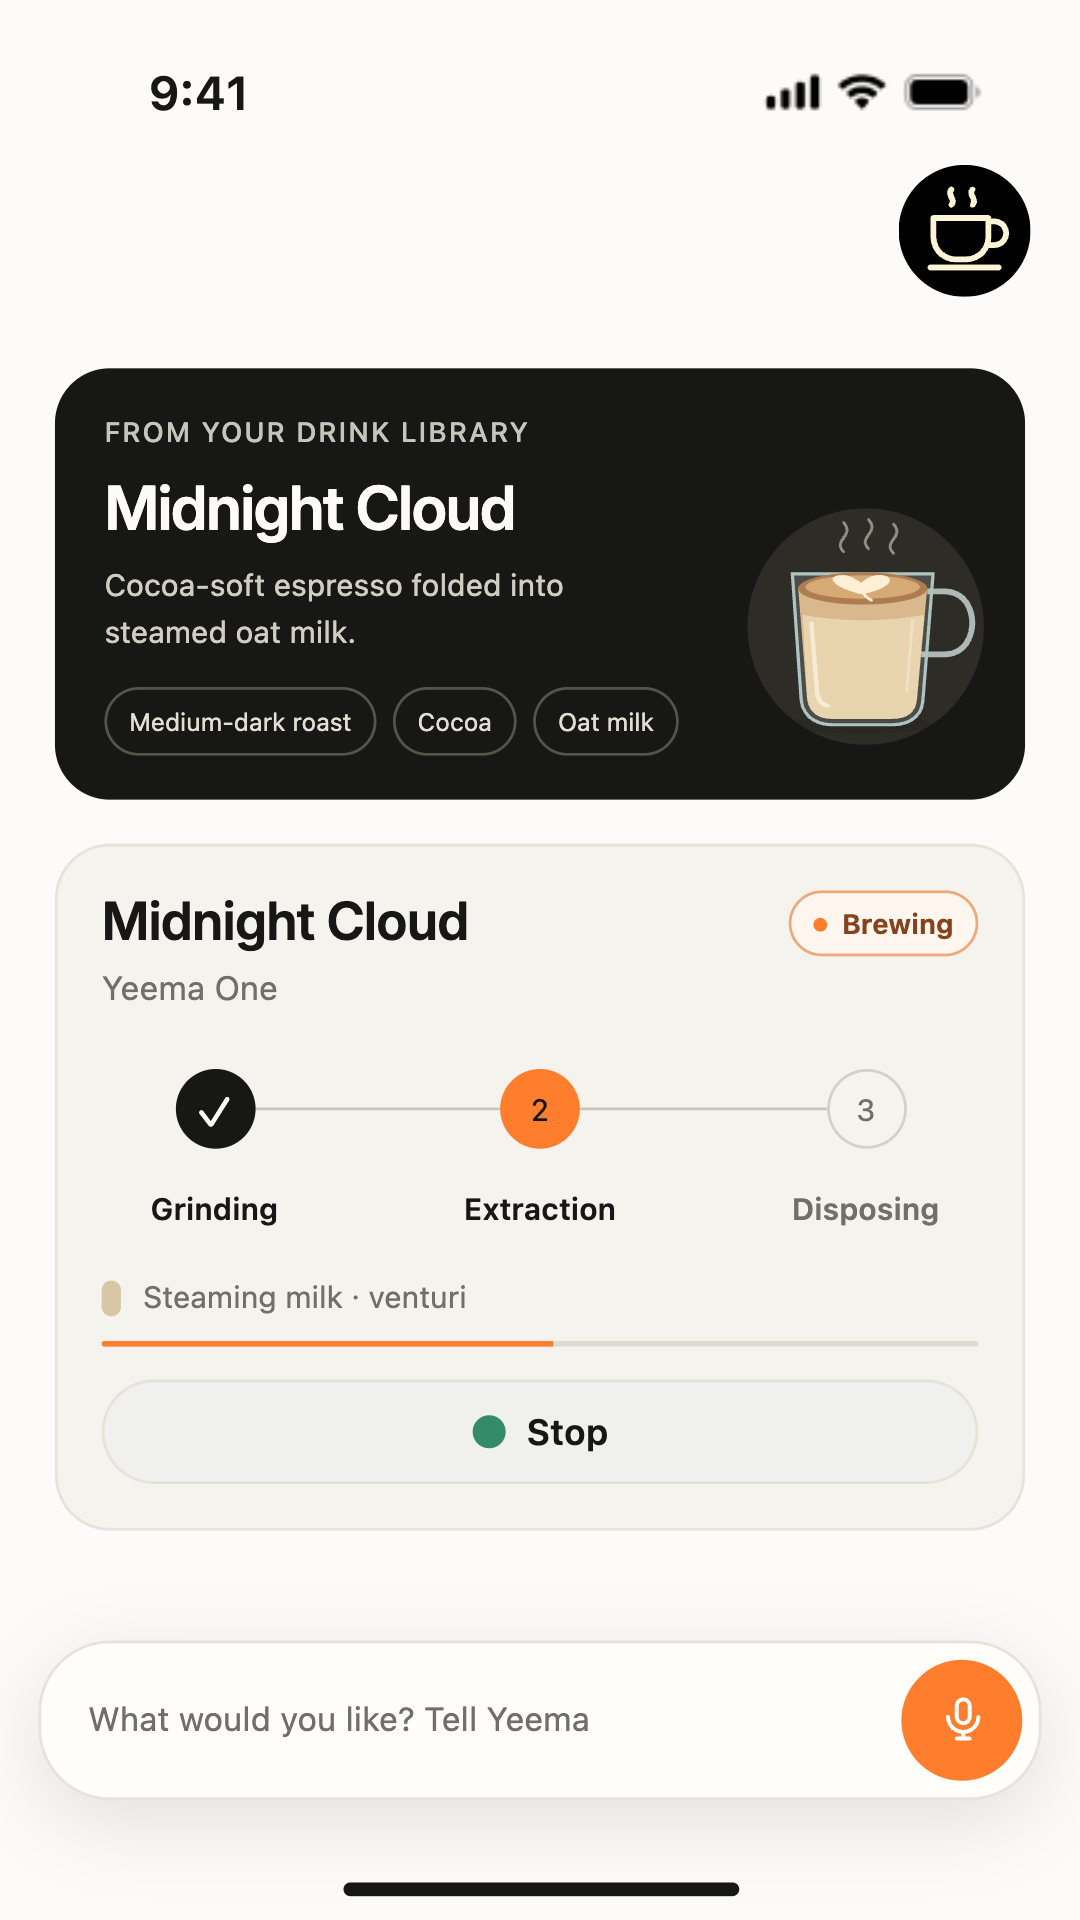 9:41
FROM YOUR DRINK LIBRARY
Midnight Cloud
Cocoa-soft espresso folded into
steamed oat milk.
Medium-dark roast
Cocoa
Oat milk
Midnight Cloud
Brewing
Yeema One
2
3
Grinding
Extraction
Disposing
Steaming milk · venturi
Stop
What would you like? Tell Yeema